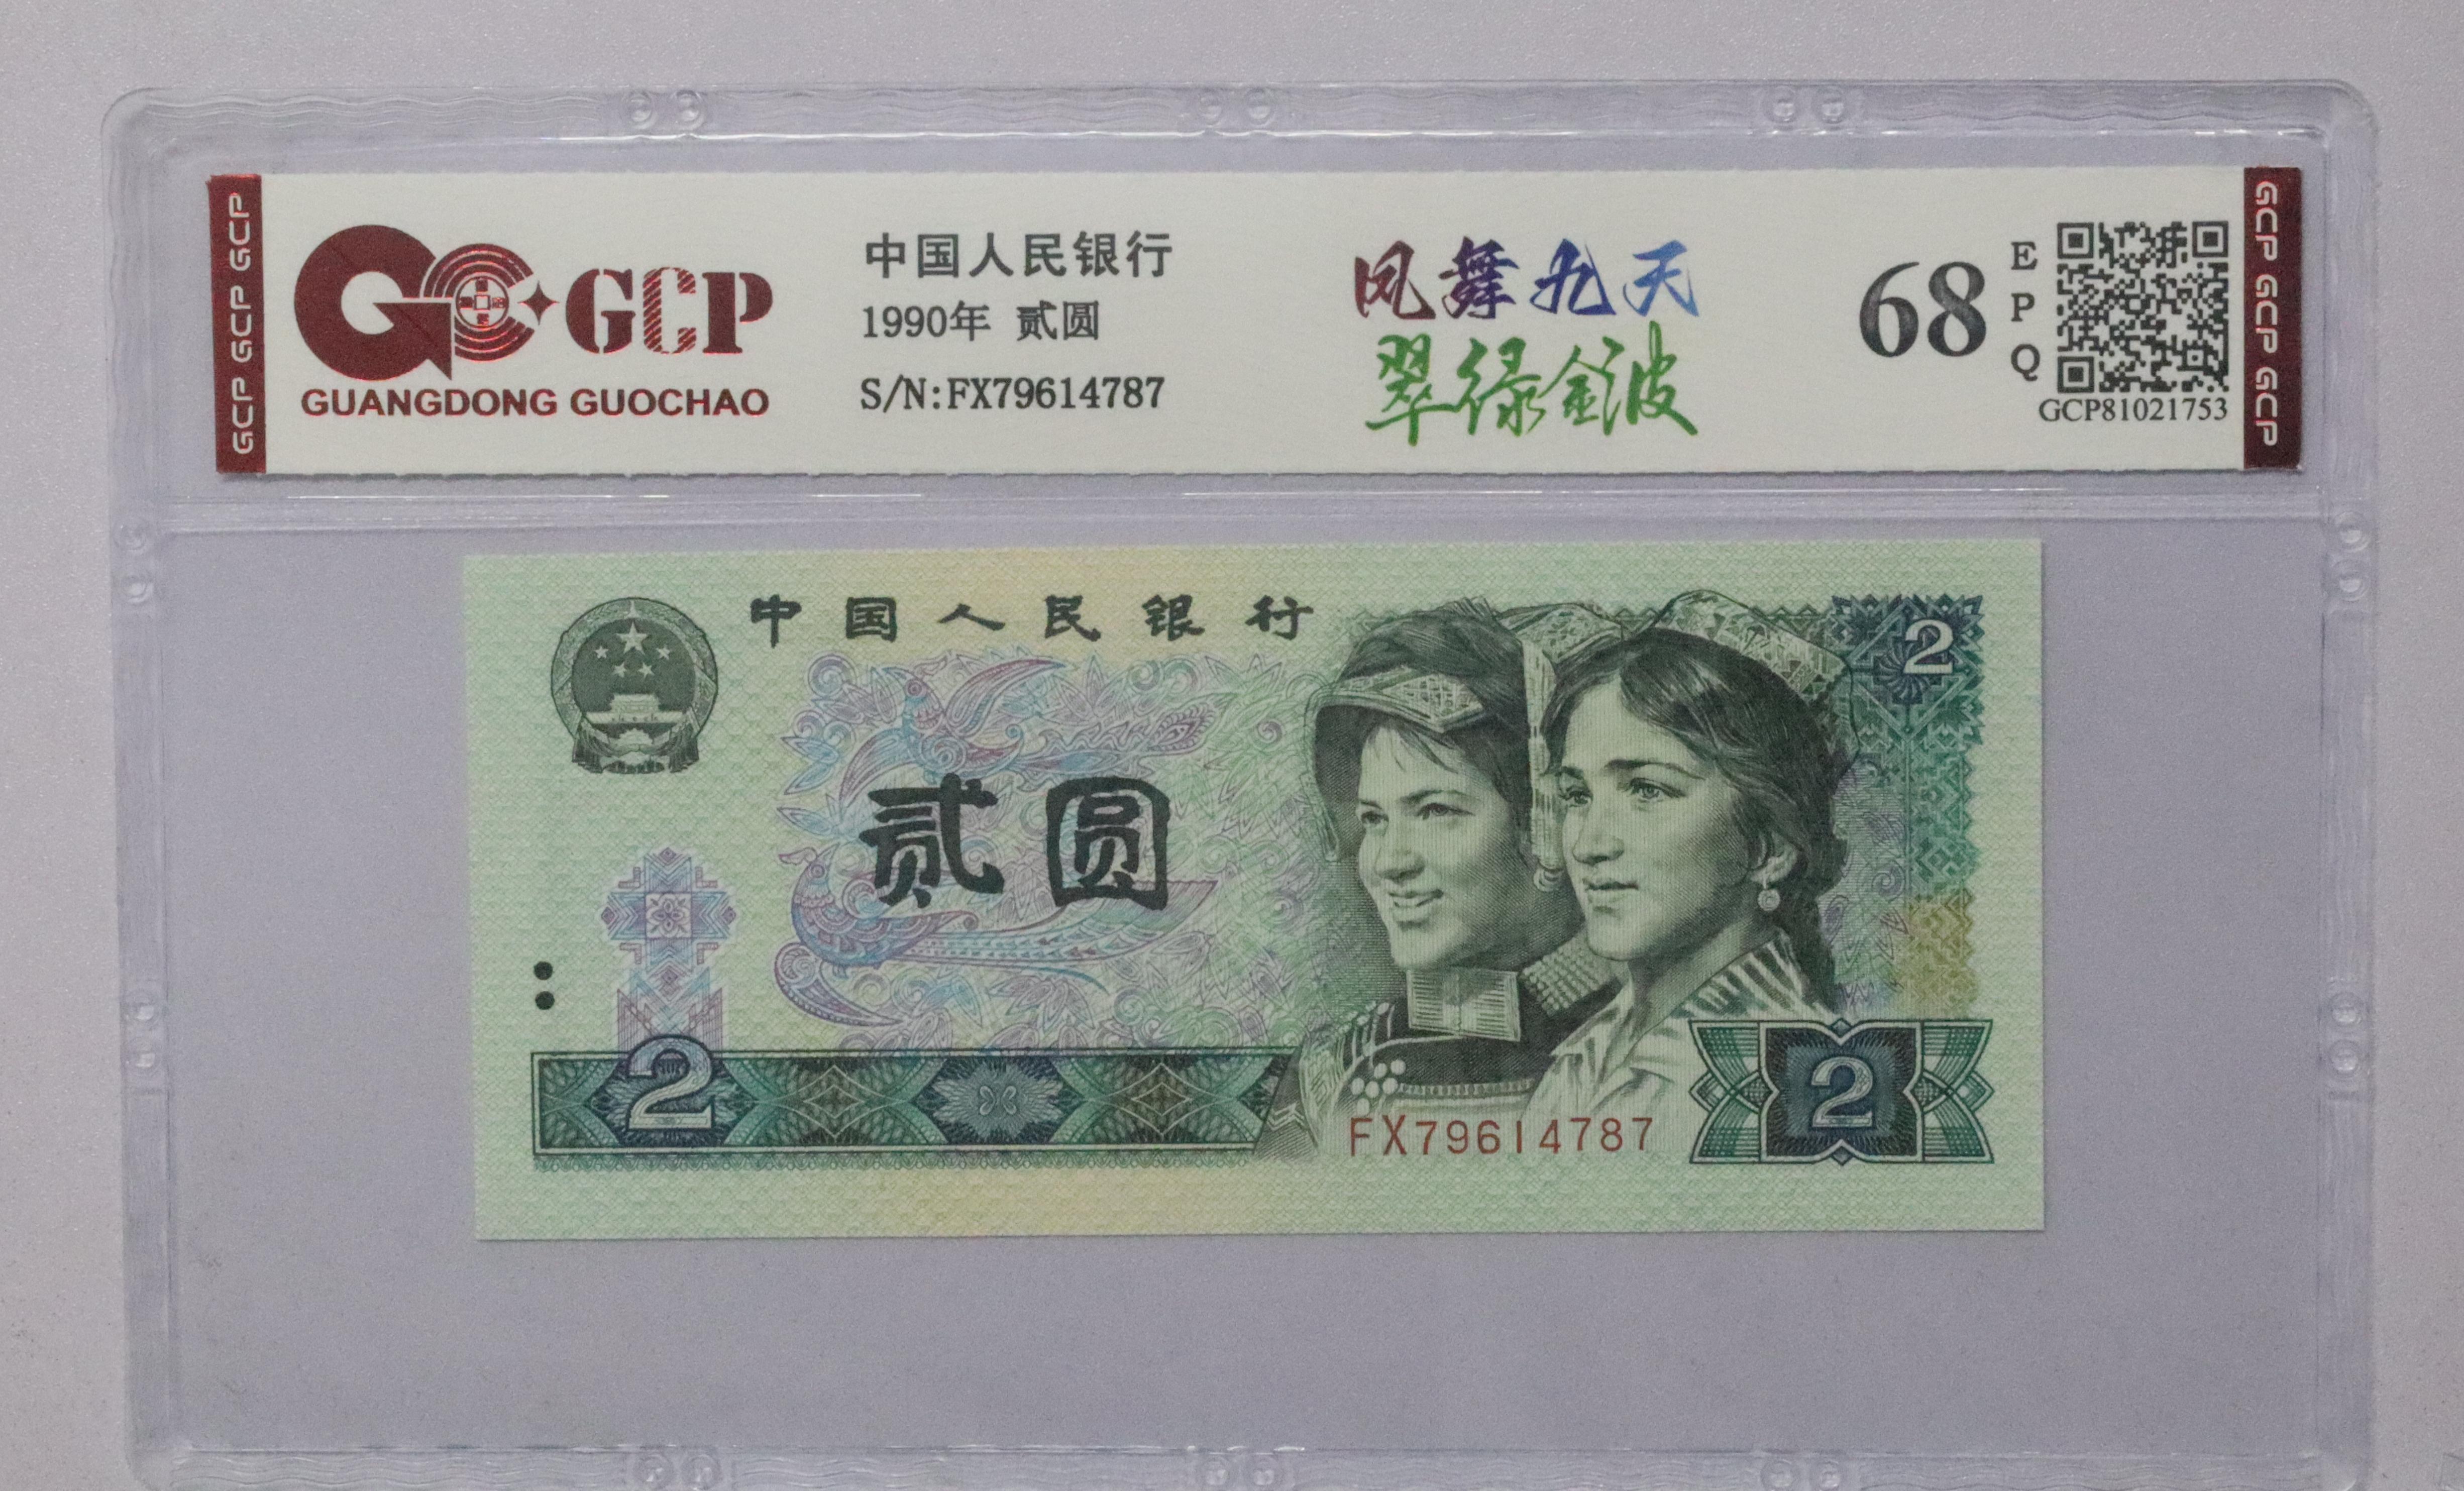 GCP GCP GCP
GCP
GUANGDONG GUOCHAO
中国人民银行
1990年 贰圆
S/N:FX79614787
凤舞九天
翠绿金波
68
E
P
Q
GCP81021753
GCP GCP GCP
中国人民银行
2
贰圆
2
FX79614787
2